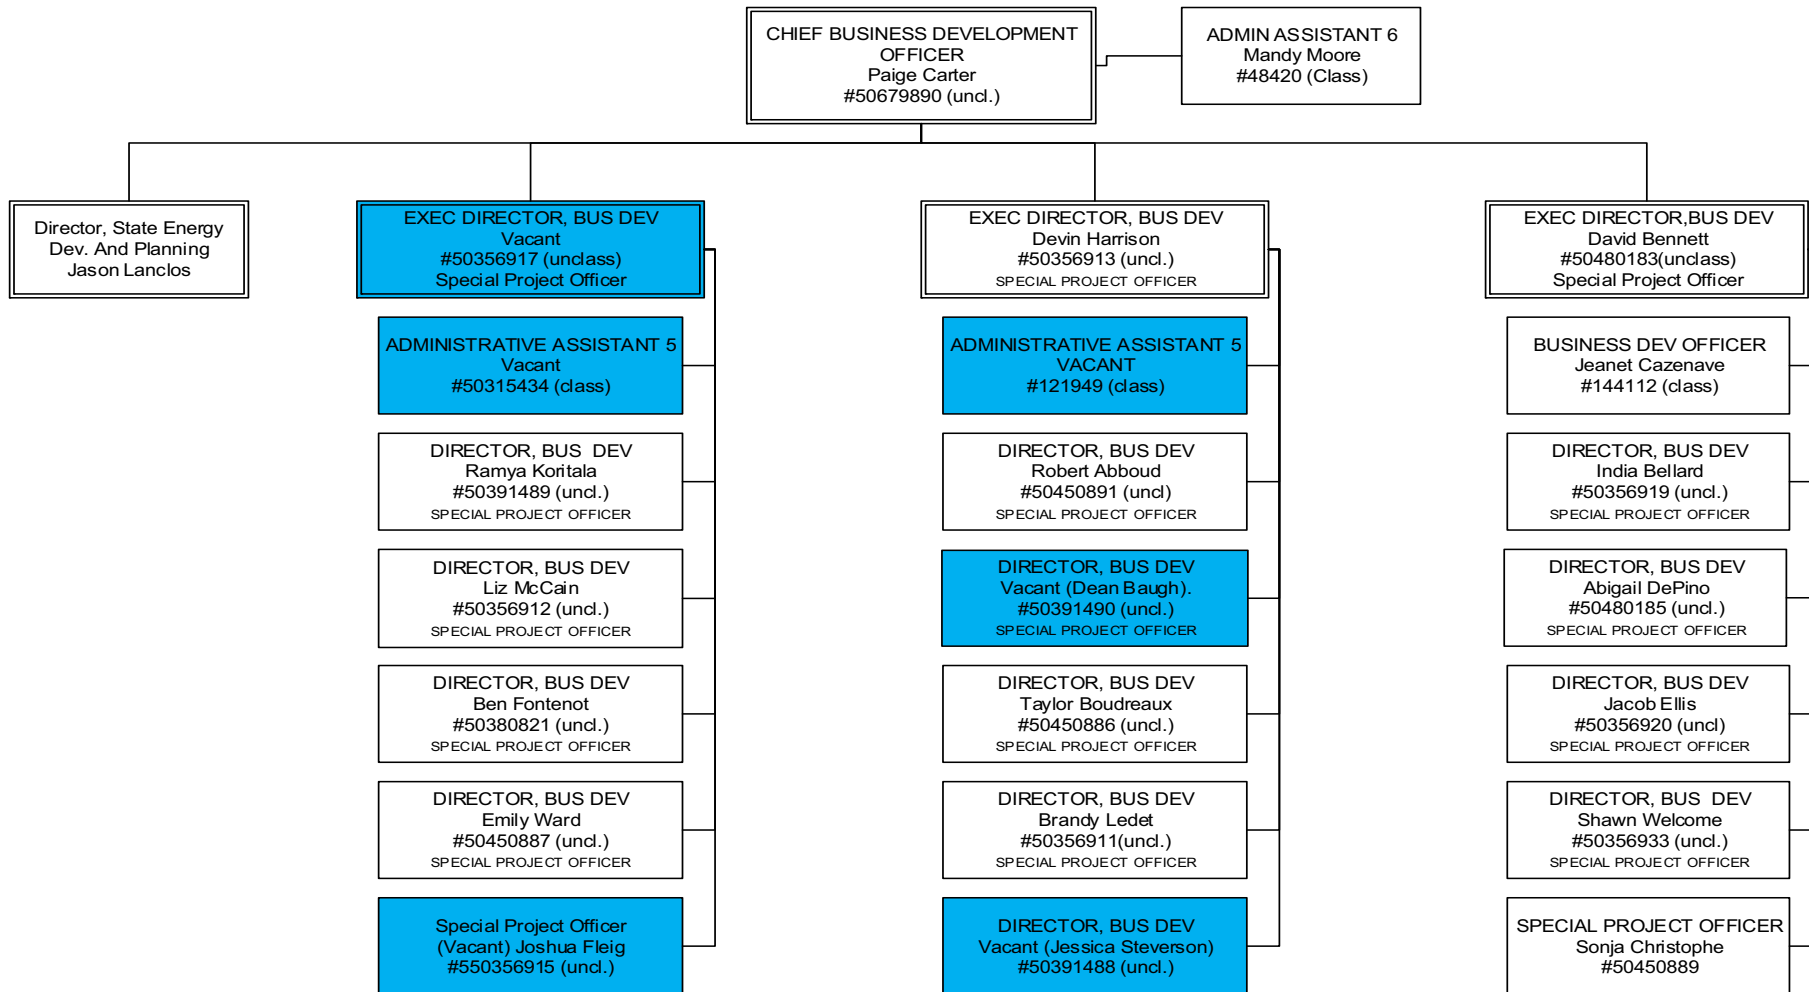 CHIEF BUSINESS DEVELOPMENT
OFFICER
Paige Carter
#50679890 (uncl.)
ADMIN ASSISTANT 6
Mandy Moore
#48420 (Class)
Director, State Energy
Dev. And Planning
Jason Lanclos
EXEC DIRECTOR, BUS DEV
Vacant
#50356917 (unclass)
Special Project Officer
ADMINISTRATIVE ASSISTANT 5
Vacant
#50315434 (class)
DIRECTOR, BUS  DEV
Ramya Koritala
#50391489 (uncl.)
SPECIAL PROJECT OFFICER
DIRECTOR, BUS DEV
Liz McCain
#50356912 (uncl.)
SPECIAL PROJECT OFFICER
DIRECTOR, BUS DEV
Ben Fontenot
#50380821 (uncl.)
SPECIAL PROJECT OFFICER
DIRECTOR, BUS DEV
Emily Ward
#50450887 (uncl.)
SPECIAL PROJECT OFFICER
Special Project Officer
(Vacant) Joshua Fleig
#550356915 (uncl.)
EXEC DIRECTOR, BUS DEV
Devin Harrison
#50356913 (uncl.)
SPECIAL PROJECT OFFICER
ADMINISTRATIVE ASSISTANT 5
VACANT
#121949 (class)
DIRECTOR, BUS DEV
Robert Abboud
#50450891 (uncl)
SPECIAL PROJECT OFFICER
DIRECTOR, BUS DEV
Vacant (Dean Baugh).
#50391490 (uncl.)
SPECIAL PROJECT OFFICER
DIRECTOR, BUS DEV
Taylor Boudreaux
#50450886 (uncl.)
SPECIAL PROJECT OFFICER
DIRECTOR, BUS DEV
Brandy Ledet
#50356911(uncl.)
SPECIAL PROJECT OFFICER
DIRECTOR, BUS DEV
Vacant (Jessica Steverson)
#50391488 (uncl.)
EXEC DIRECTOR,BUS DEV
David Bennett
#50480183(unclass)
Special Project Officer
BUSINESS DEV OFFICER
Jeanet Cazenave
#144112 (class)
DIRECTOR, BUS DEV
India Bellard
#50356919 (uncl.)
SPECIAL PROJECT OFFICER
DIRECTOR, BUS DEV
Abigail DePino
#50480185 (uncl.)
SPECIAL PROJECT OFFICER
DIRECTOR, BUS DEV
Jacob Ellis
#50356920 (uncl)
SPECIAL PROJECT OFFICER
DIRECTOR, BUS  DEV
Shawn Welcome
#50356933 (uncl.)
SPECIAL PROJECT OFFICER
SPECIAL PROJECT OFFICER
Sonja Christophe
#50450889